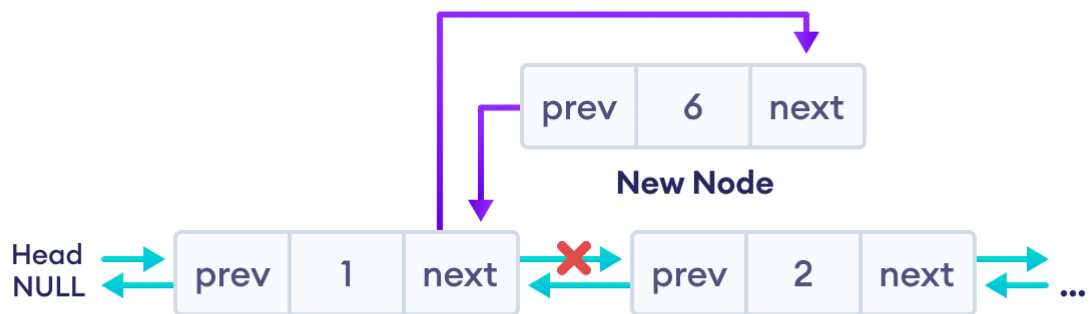 prev 6 next
New Node
Head
NULL
prev 1 next
prev 2 next
...